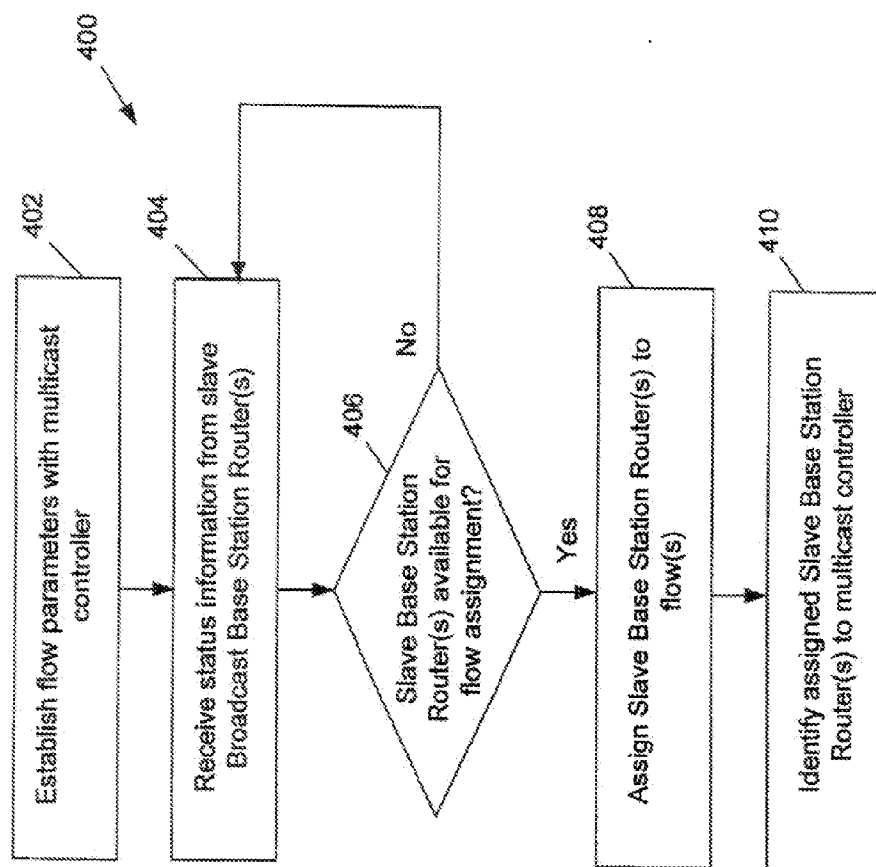 400
402
Establish flow parameters with multicast
controller
404
Receive status information from slave
Broadcast Base Station Router(s)
406
Slave Base Station
Router(s) available for
flow assignment?
No
Yes
408
Assign Slave Base Station Router(s) to
flow(s)
410
Identify assigned Slave Base Station
Router(s) to multicast controller